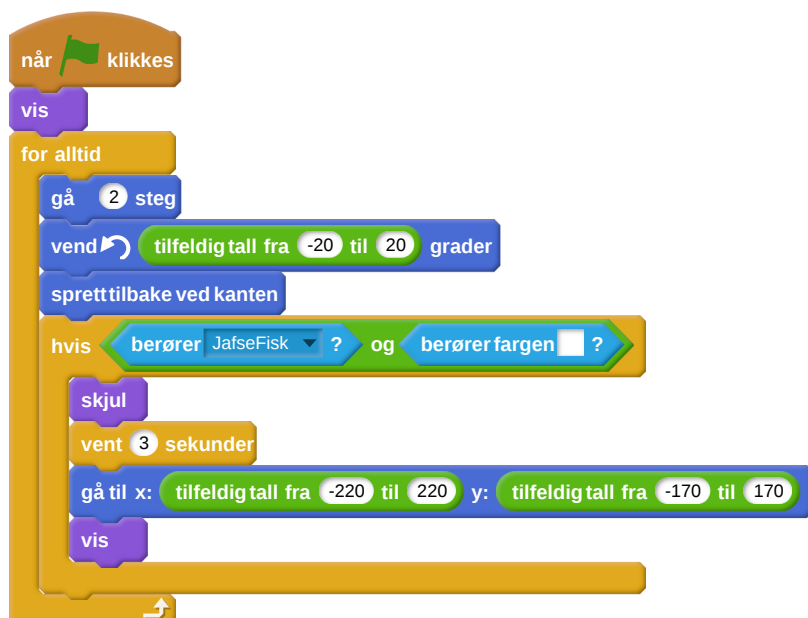 når klikkes
vis
for alltid
gå 2 steg
vend tilfeldig tall fra -20 til 20 grader
sprett tilbake ved kanten
hvis berører JafseFisk ? og berører fargen ?
skjul
vent 3 sekunder
gå til x: tilfeldig tall fra -220 til 220 y: tilfeldig tall fra -170 til 170
vis